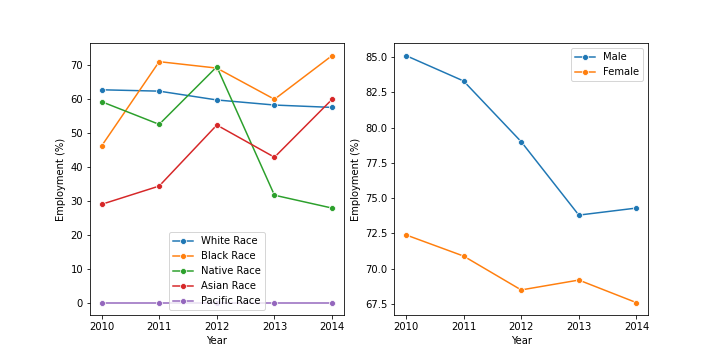 70
60
50
40
30
20
10
0
Employment (%)
White Race
Black Race
Native Race
Asian Race
Pacific Race
2010 2011 2012 2013 2014
Year
85.0
82.5
80.0
77.5
75.0
72.5
70.0
67.5
Employment (%)
Male
Female
2010 2011 2012 2013 2014
Year